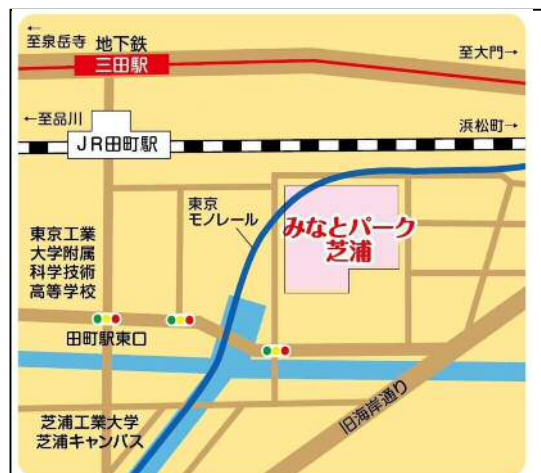 ←
至泉岳寺
地下鉄
三田駅
至大門→
←至品川
浜松町→
JR田町駅
東京
モノレール
みなとパーク
芝浦
東京工業
大学附属
科学技術
高等学校
田町駅東口
芝浦工業大学
芝浦キャンパス
旧海岸通り